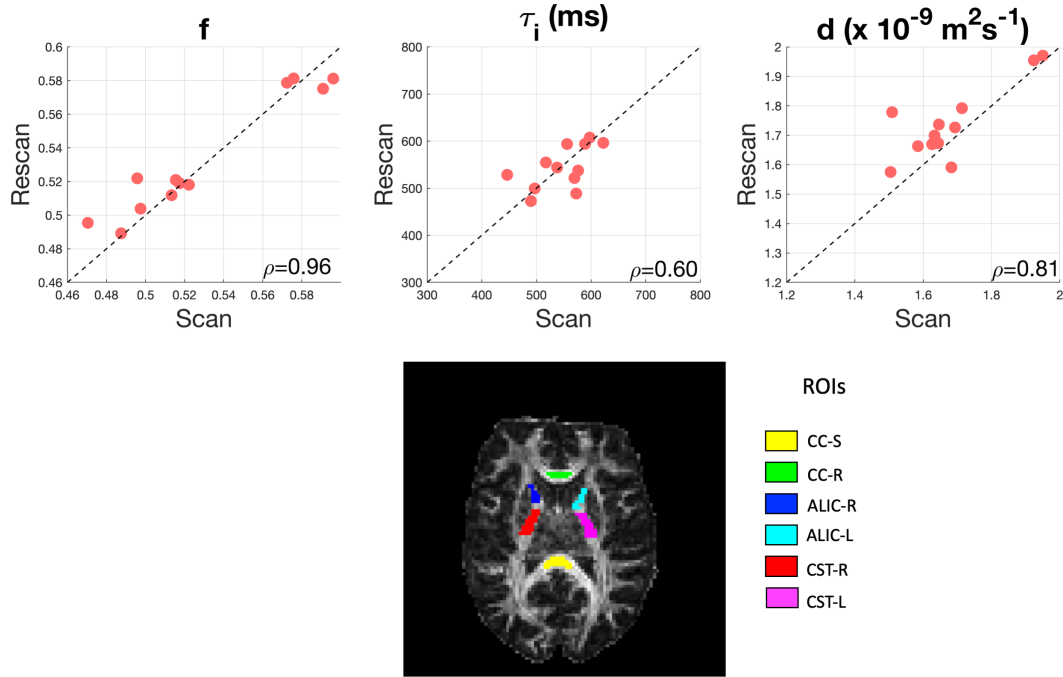 f
τi (ms)
d (x 10⁻⁹ m²s⁻¹)
Rescan
0.6
0.58
0.56
0.54
0.52
0.5
0.48
0.46
0.46 0.48 0.5 0.52 0.54 0.56 0.58
ρ=0.96
Scan
Rescan
800
700
600
500
400
300
300 400 500 600 700 800
ρ=0.60
Scan
Rescan
2
1.9
1.8
1.7
1.6
1.5
1.4
1.3
1.2
1.2 1.4 1.6 1.8 2
ρ=0.81
Scan
ROIs
CC-S
CC-R
ALIC-R
ALIC-L
CST-R
CST-L